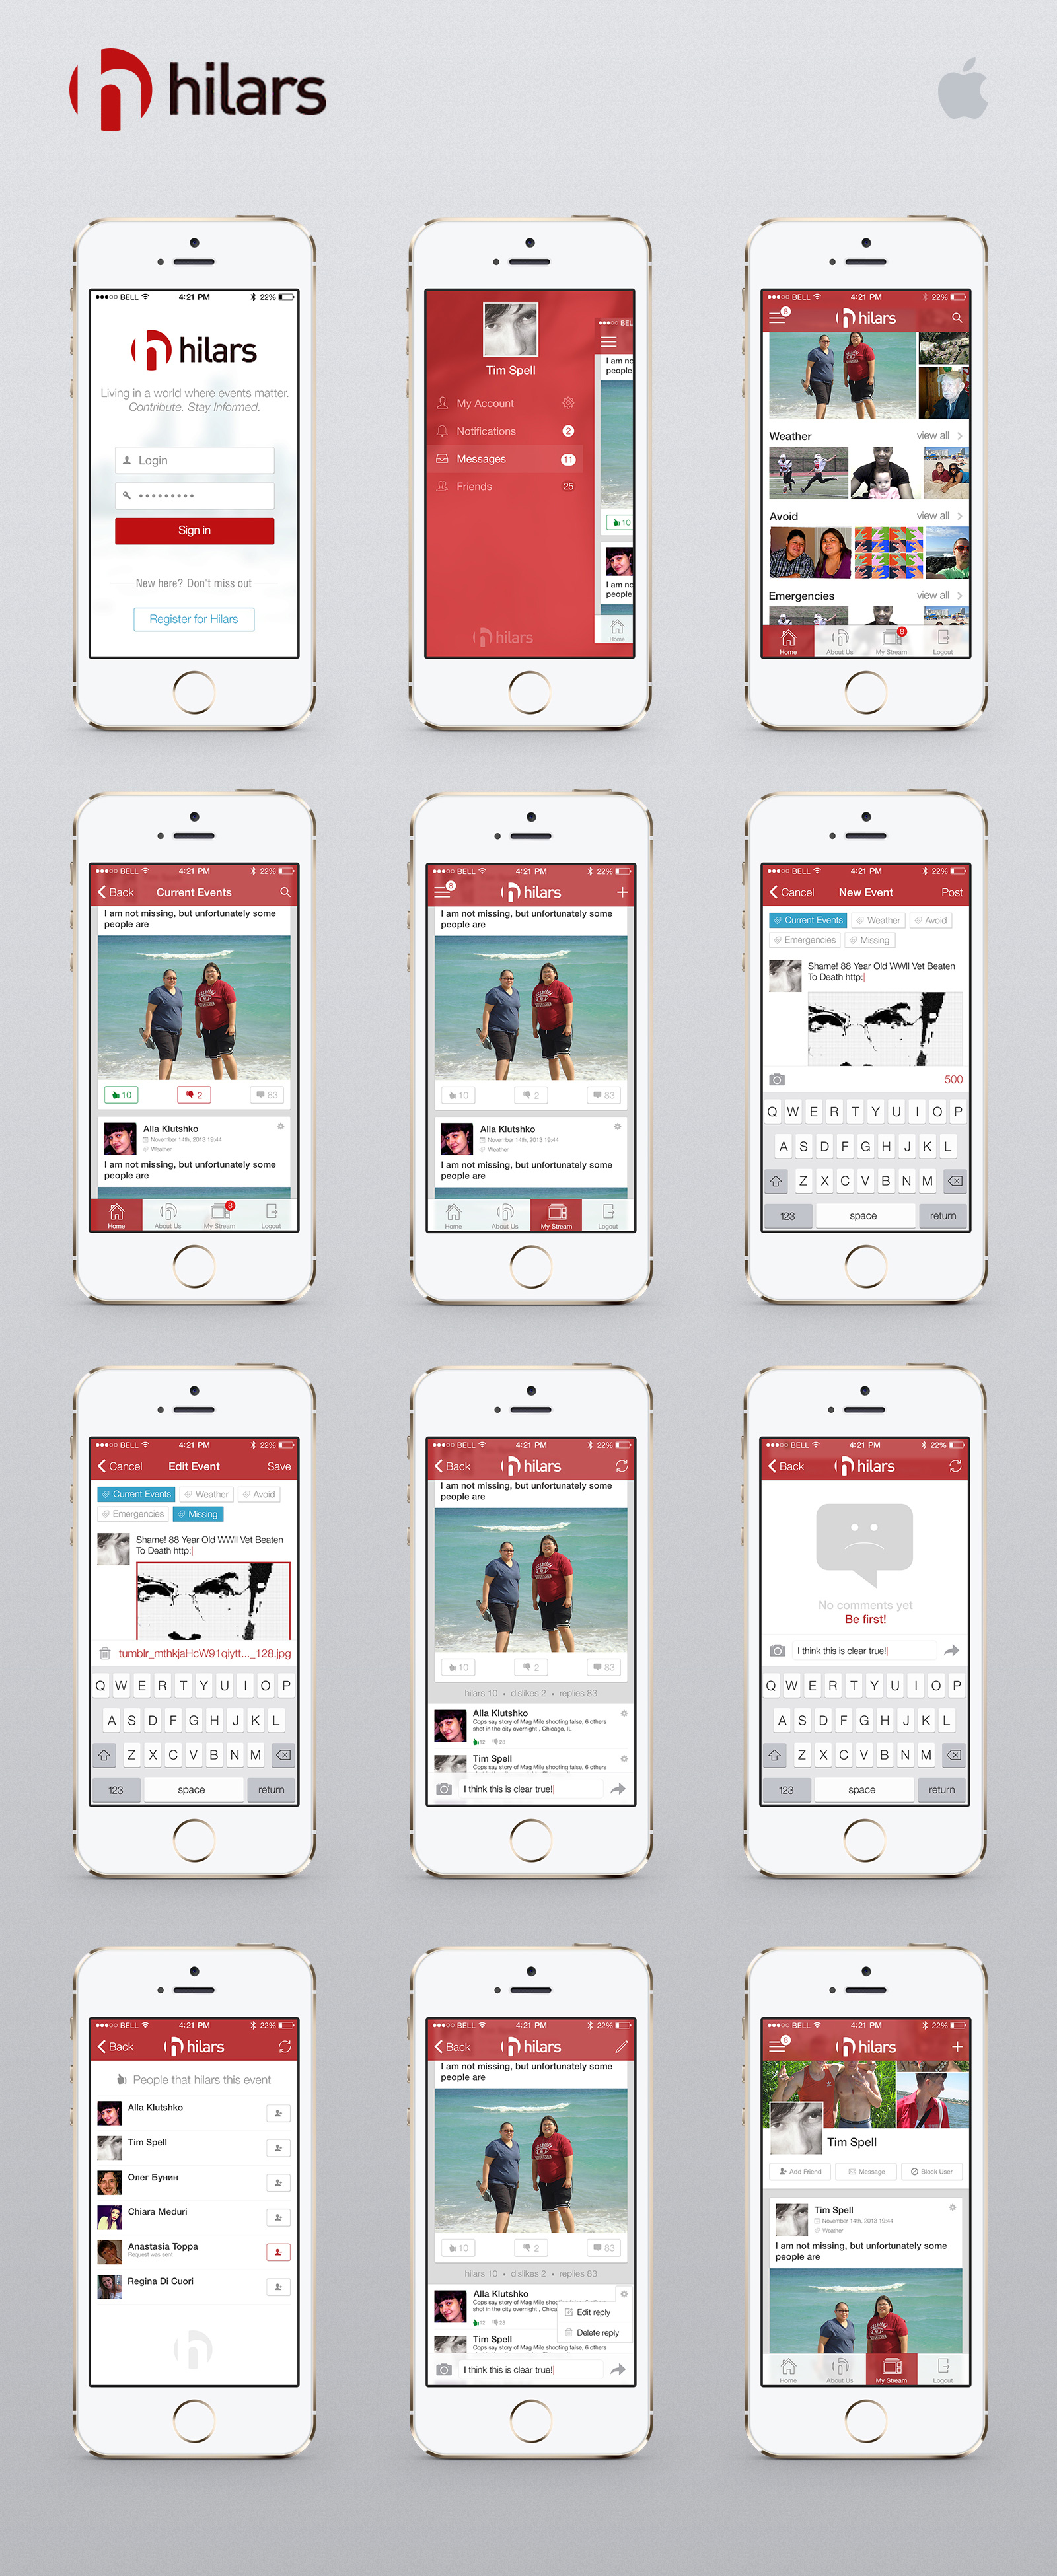 hilars
BELL 4:21 PM 22%
hilars
Living in a world where events matter.
Contribute. Stay Informed.
Login
Sign in
New here? Don't miss out
Register for Hilars
Tim Spell
My Account
Notifications 2
Messages 11
Friends 25
hilars
BEL
I am no
people
10
I am no
people
Home
BELL 4:21 PM 22%
8 hilars
Weather view all
Avoid view all
Emergencies view all
8
Home About Us My Stream Logout
BELL 4:21 PM 22%
Back Current Events
I am not missing, but unfortunately some
people are
10 2 83
Alla Klutshko
November 14th, 2013 19:44
Weather
I am not missing, but unfortunately some
people are
8
Home About Us My Stream Logout
BELL 4:21 PM 22%
8 hilars
I am not missing, but unfortunately some
people are
10 2 83
Alla Klutshko
November 14th, 2013 19:44
Weather
I am not missing, but unfortunately some
people are
Home About Us My Stream Logout
BELL 4:21 PM 22%
Cancel New Event Post
Current Events Weather Avoid
Emergencies Missing
Shame! 88 Year Old WWII Vet Beaten
To Death http:
500
Q W E R T Y U I O P
A S D F G H J K L
Z X C V B N M
123 space return
BELL 4:21 PM 22%
Cancel Edit Event Save
Current Events Weather Avoid
Emergencies Missing
Shame! 88 Year Old WWII Vet Beaten
To Death http:
tumblr_mthkjaHcW91qiytt..._128.jpg
Q W E R T Y U I O P
A S D F G H J K L
Z X C V B N M
123 space return
BELL 4:21 PM 22%
Back hilars
I am not missing, but unfortunately some
people are
10 2 83
hilars 10 • dislikes 2 • replies 83
Alla Klutshko
Cops say story of Mag Mile shooting false, 6 others
shot in the city overnight , Chicago, IL
12 28
Tim Spell
Cops say story of Mag Mile shooting false, 6 others
I think this is clear true!
BELL 4:21 PM 22%
Back hilars
No comments yet
Be first!
I think this is clear true!
Q W E R T Y U I O P
A S D F G H J K L
Z X C V B N M
123 space return
BELL 4:21 PM 22%
Back hilars
People that hilars this event
Alla Klutshko
Tim Spell
Олег Бунин
Chiara Meduri
Anastasia Toppa
Request was sent
Regina Di Cuori
BELL 4:21 PM 22%
Back hilars
I am not missing, but unfortunately some
people are
10 2 83
hilars 10 • dislikes 2 • replies 83
Alla Klutshko
Cops say story of Mag Mile
shot in the city overnight , Chica
12 28
Edit reply
Delete reply
Tim Spell
Cops say story of Mag Mile shooting false, 6 others
I think this is clear true!
BELL 4:21 PM 22%
8 hilars
Tim Spell
Add Friend Message Block User
Tim Spell
November 14th, 2013 19:44
Weather
I am not missing, but unfortunately some
people are
Home About Us My Stream Logout